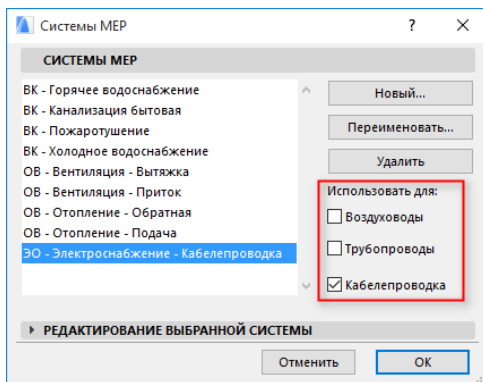 Системы MEP
? ×
СИСТЕМЫ MEP
ВК - Горячее водоснабжение
ВК - Канализация бытовая
ВК - Пожаротушение
ВК - Холодное водоснабжение
ОВ - Вентиляция - Вытяжка
ОВ - Вентиляция - Приток
ОВ - Отопление - Обратная
ОВ - Отопление - Подача
ЭО - Электроснабжение - Кабелепроводка
Новый...
Переименовать...
Удалить
Использовать для:
Воздуховоды
Трубопроводы
Кабелепроводка
РЕДАКТИРОВАНИЕ ВЫБРАННОЙ СИСТЕМЫ
Отменить
OK